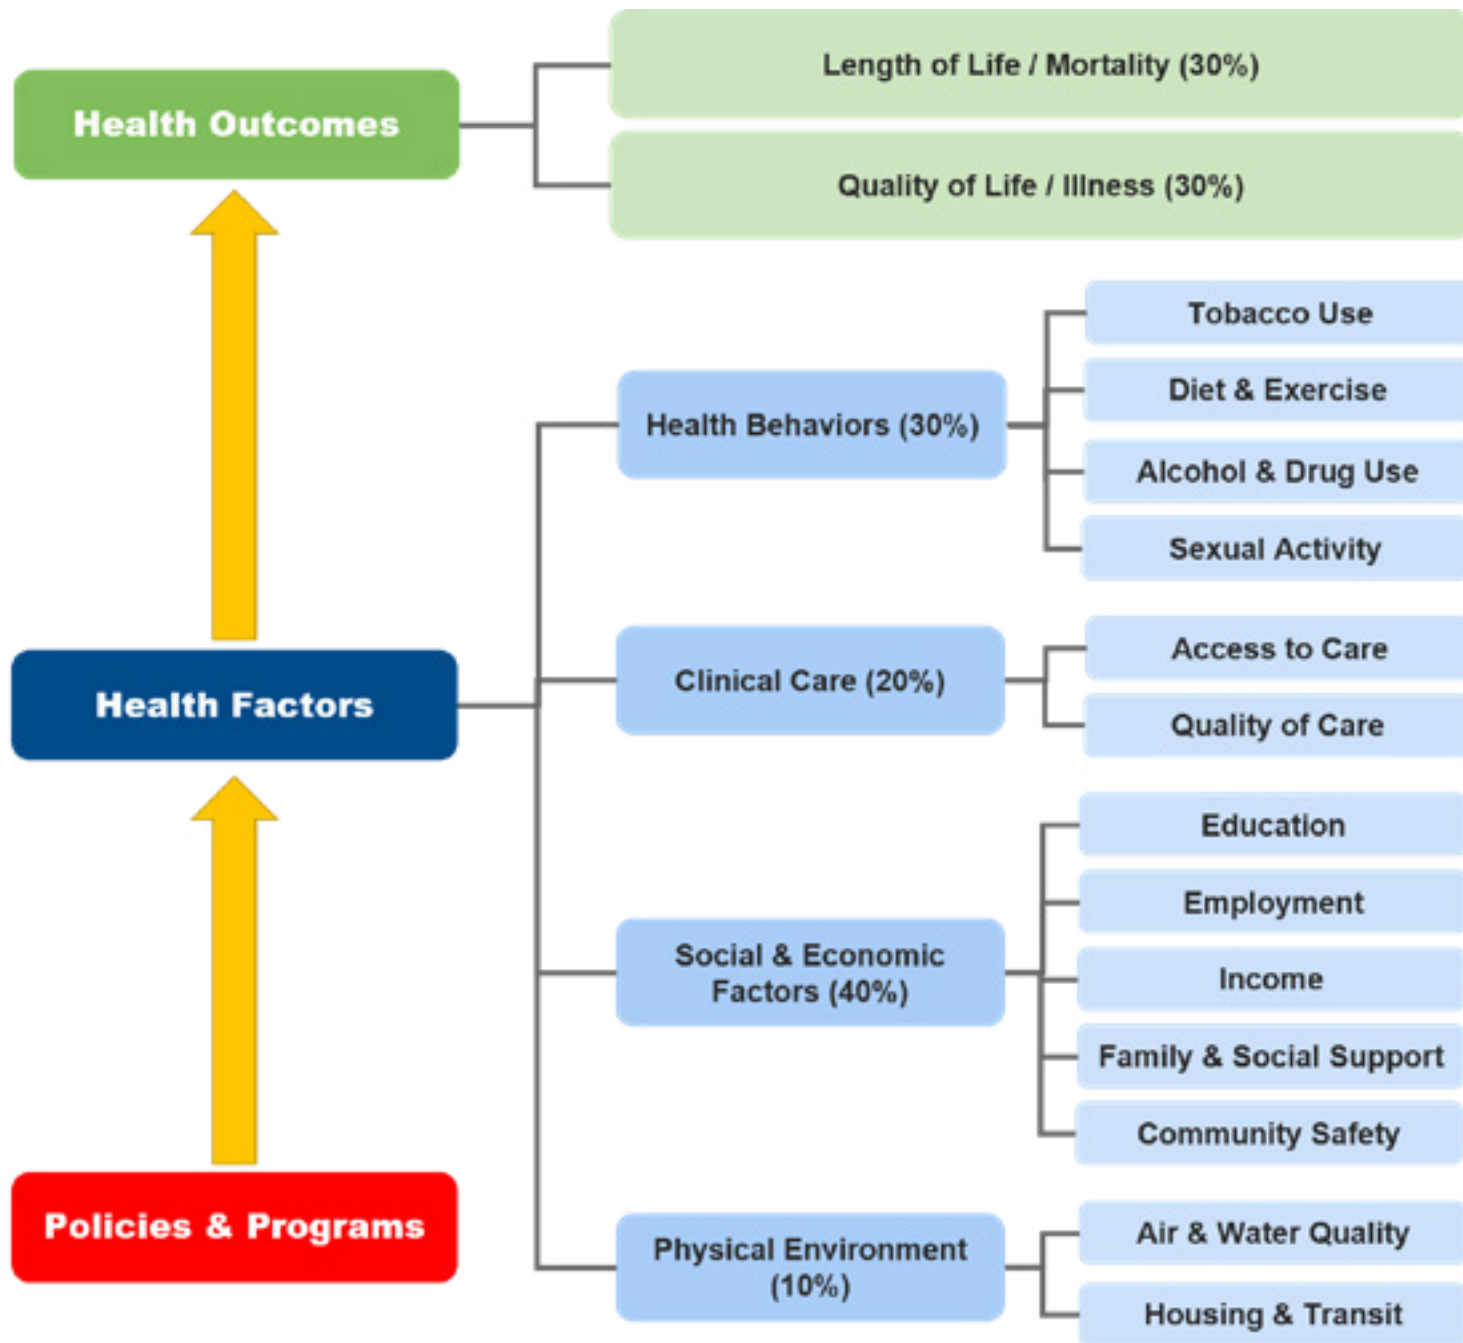 Health Outcomes
Length of Life / Mortality (30%)
Quality of Life / Illness (30%)
Health Factors
Health Behaviors (30%)
Tobacco Use
Diet & Exercise
Alcohol & Drug Use
Sexual Activity
Clinical Care (20%)
Access to Care
Quality of Care
Social & Economic
Factors (40%)
Education
Employment
Income
Family & Social Support
Community Safety
Physical Environment
(10%)
Air & Water Quality
Housing & Transit
Policies & Programs